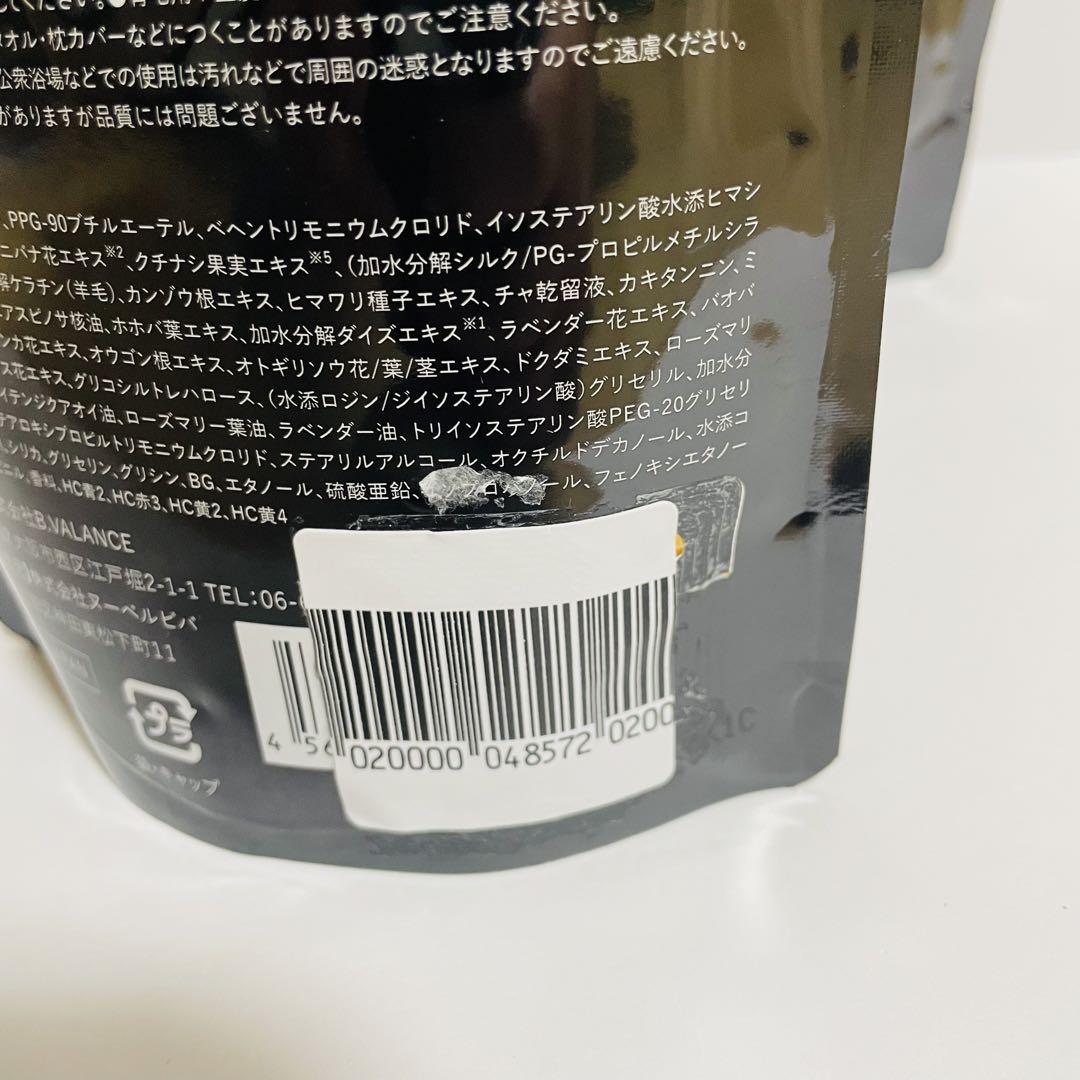 タオル・枕カバーなどにつくことがありますのでご注意ください。
公衆浴場などでの使用は汚れなどで周囲の迷惑となりますのでご遠慮ください。
がありますが品質には問題ございません。
、PPG-90ブチルエーテル、ベヘントリモニウムクロリド、イソステアリン酸水添ヒマシ
ニバナ花エキス※2、クチナシ果実エキス※5、(加水分解シルク/PG-プロピルメチルシラ
解ケラチン(羊毛)、カンゾウ根エキス、ヒマワリ種子エキス、チャ乾留液、カキタンニン、ミ
アスピノサ核油、ホホバ葉エキス、加水分解ダイズエキス※1、ラベンダー花エキス、バオバ
ンカ花エキス、オウゴン根エキス、オトギリソウ花/葉/茎エキス、ドクダミエキス、ローズマリ
ス花エキス、グリコシルトレハロース、(水添ロジン/ジイソステアリン酸)グリセリル、加水分
イテンジクアオイ油、ローズマリー葉油、ラベンダー油、トリイソステアリン酸PEG-20グリセリ
テアロキシプロピルトリモニウムクロリド、ステアリルアルコール、オクチルドデカノール、水添コ
シリカ、グリセリン、グリシン、BG、エタノール、硫酸亜鉛、 ール、フェノキシエタノー
ニル、香料、HC青2、HC赤3、HC黄2、HC黄4
会社B.VALANCE
市西区江戸堀2-1-1 TEL:06-
株式会社ヌーベルビバ
神田東松下町11
プラ
キャップ
4 56
020000 048572 0200
1C